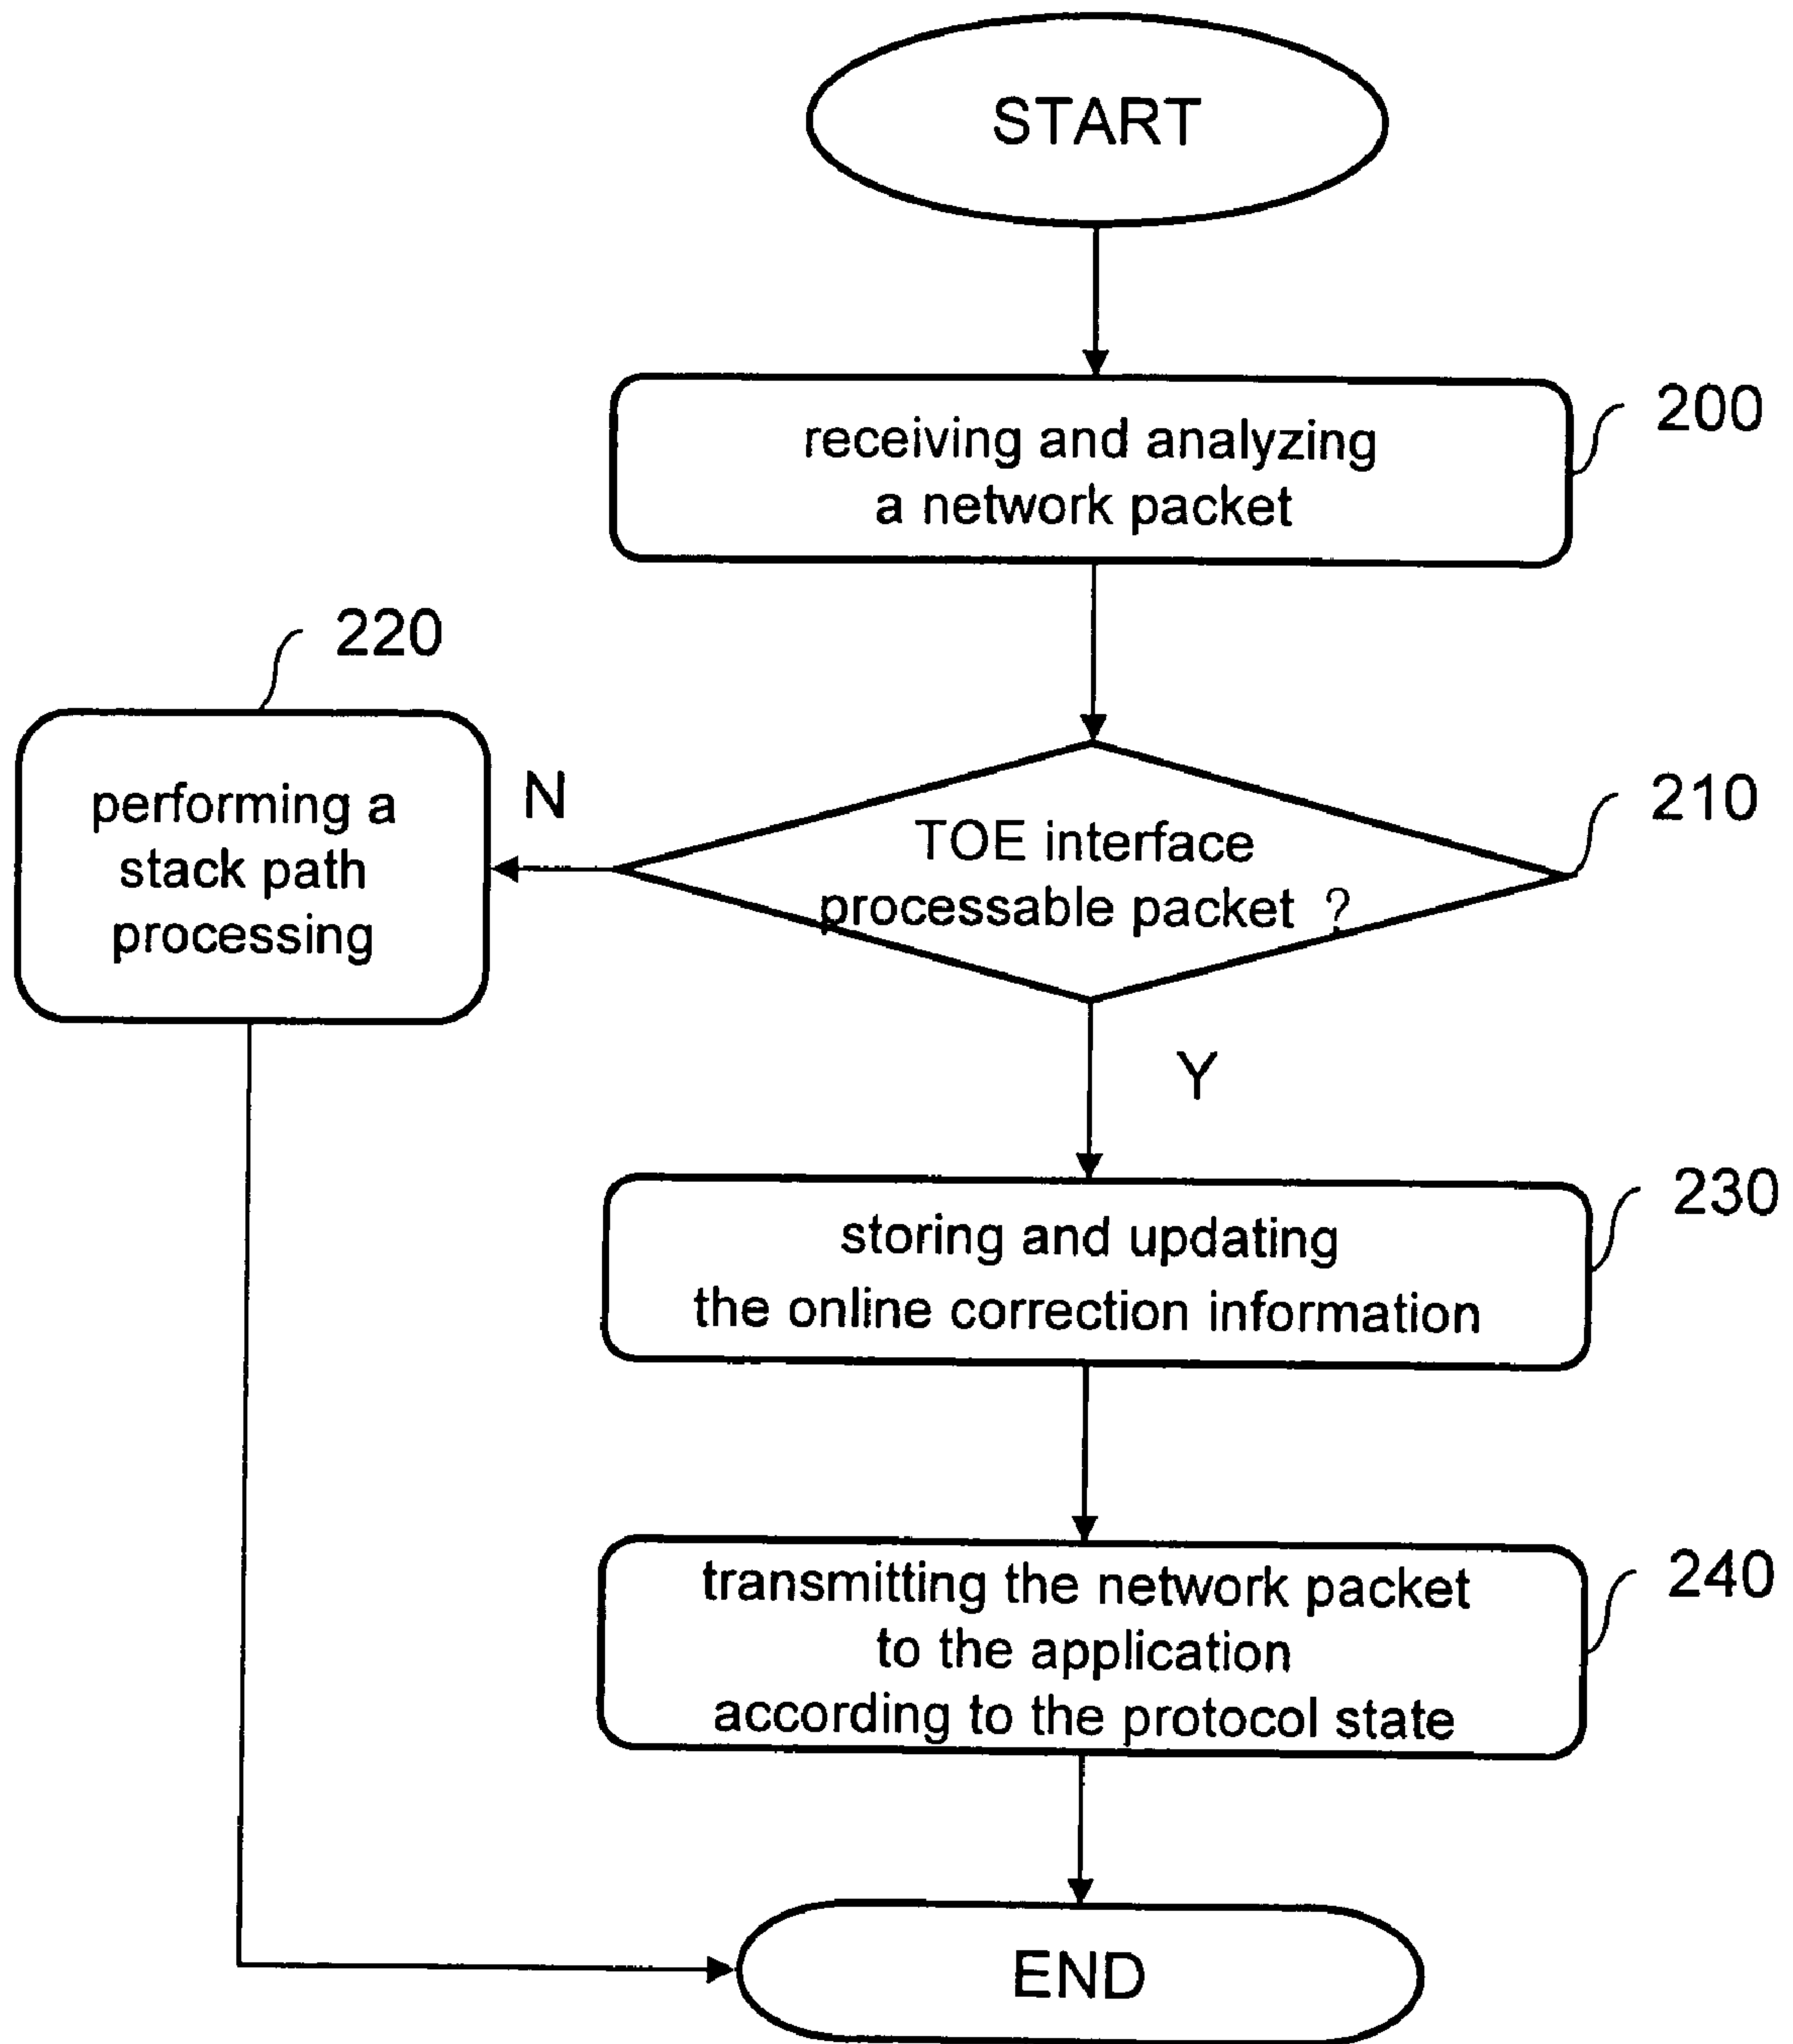 START
receiving and analyzing
a network packet
200
220
performing a
stack path
processing
N
TOE interface
processable packet ?
210
Y
storing and updating
the online correction information
230
transmitting the network packet
to the application
according to the protocol state
240
END